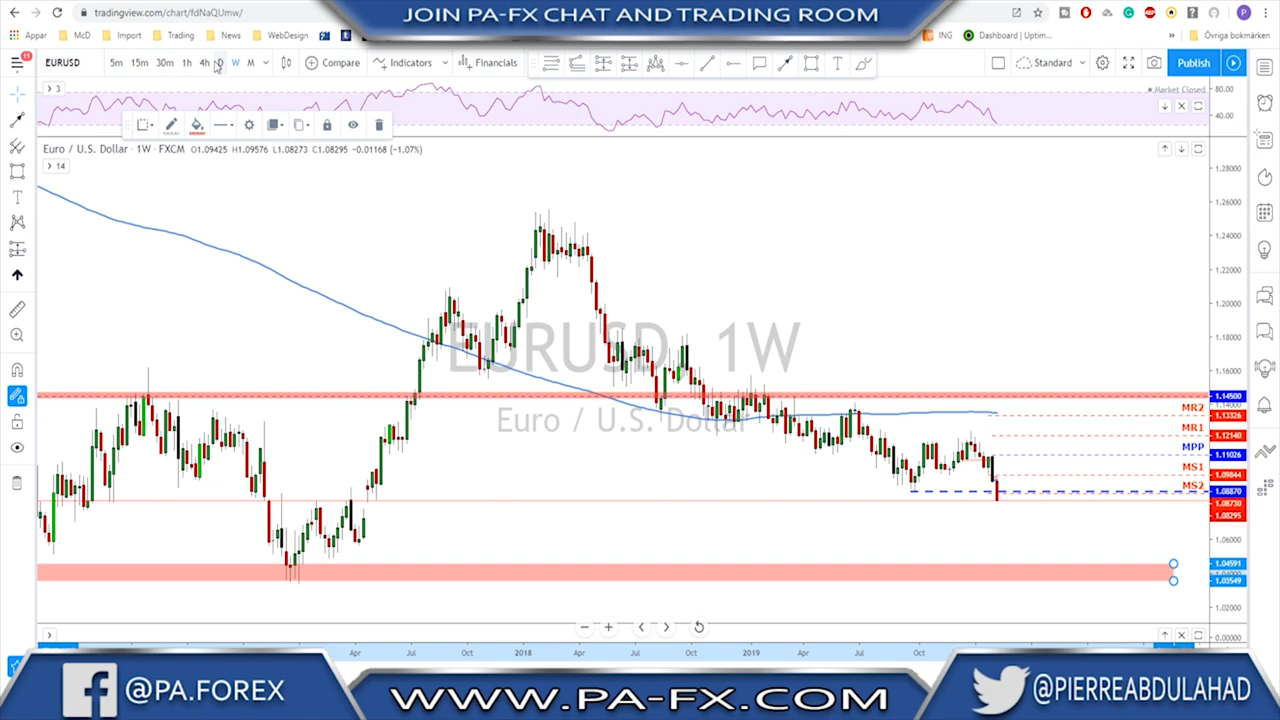 JOIN PA-FX CHAT AND TRADING ROOM
tradingview.com/chart/fdNaQUmw/
Appar McD Import Trading News WebDesign ING Dashboard | Uptim... » Övriga bokmärken
11 EURUSD 5m 15m 30m 1h 4h D W M Compare Indicators Financials Standard Publish
3
Market Closed
80.00
40.00
Euro / U.S. Dollar · 1W · FXCM O1.09425 H1.09576 L1.08273 C1.08295 -0.01168 (-1.07%)
14
1.28000
1.26000
1.24000
1.22000
1.20000
1.18000
1.16000
EURUSD, 1W
Euro / U.S. Dollar
1.14500
1.14000
MR2 1.13326
MR1 1.12140
MPP 1.11026
MS1 1.09844
MS2 1.08870
1.08730
1.08295
1.06000
1.04591
1.04000
1.03549
1.02000
1.00000
Apr Jul Oct 2018 Apr Jul Oct 2019 Apr Jul Oct
@PA.FOREX
WWW.PA-FX.COM
@PIERREABDULAHAD